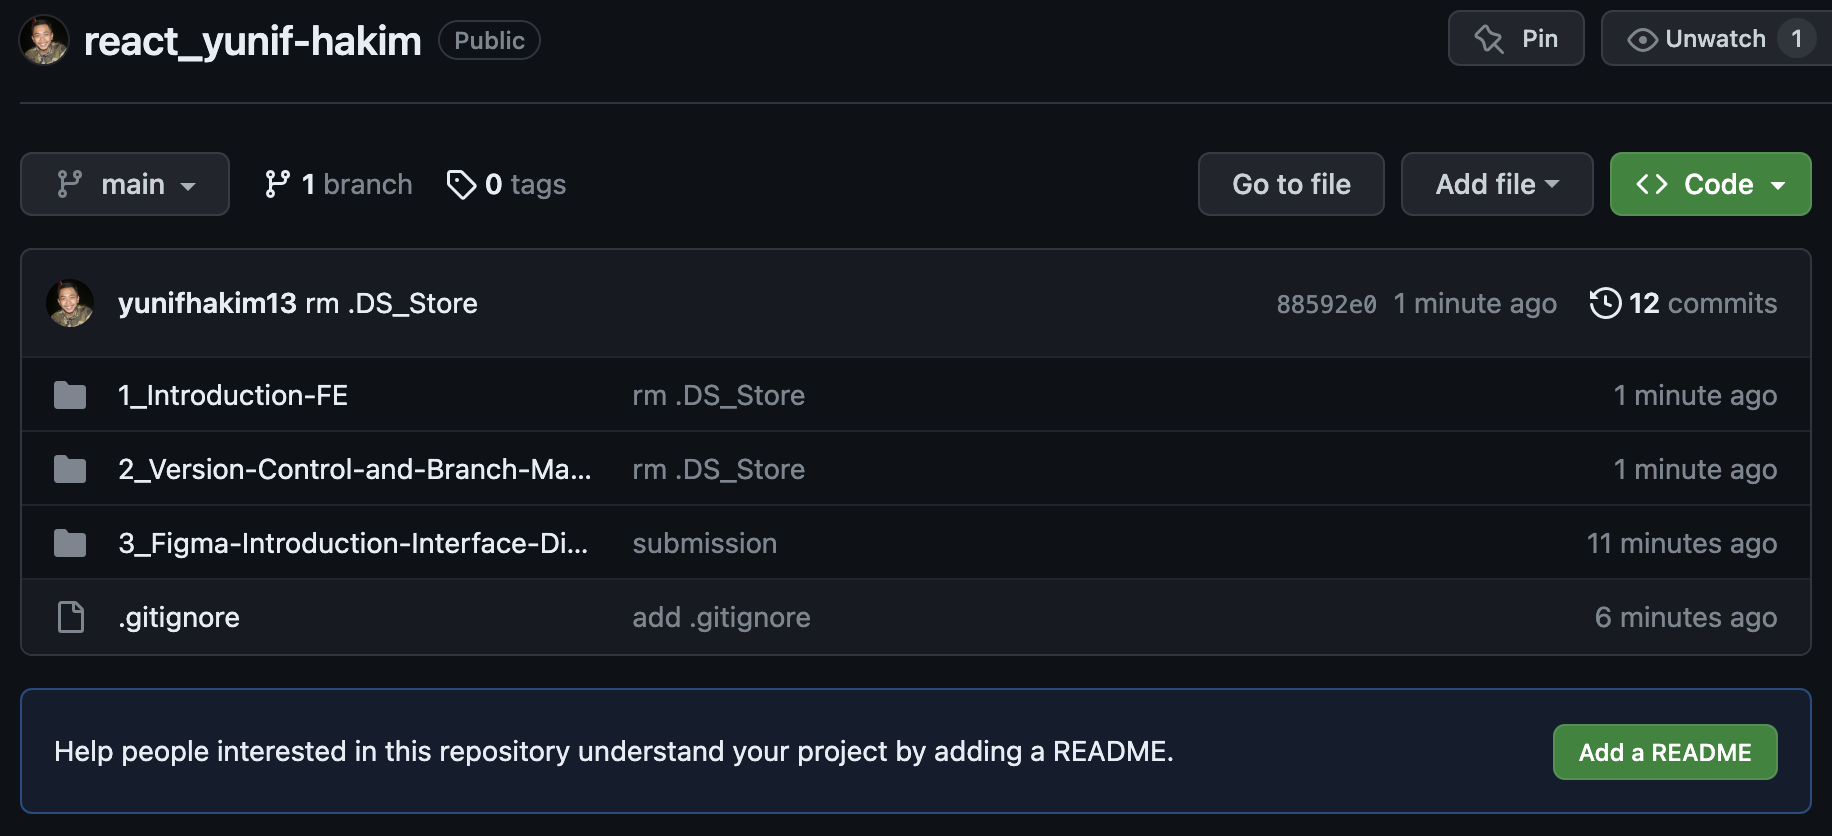 react_yunif-hakim Public Pin Unwatch 1
main 1 branch 0 tags Go to file Add file <> Code
yunifhakim13 rm .DS_Store 88592e0 1 minute ago 12 commits
1_Introduction-FE rm .DS_Store 1 minute ago
2_Version-Control-and-Branch-Ma... rm .DS_Store 1 minute ago
3_Figma-Introduction-Interface-Di... submission 11 minutes ago
.gitignore add .gitignore 6 minutes ago
Help people interested in this repository understand your project by adding a README. Add a README